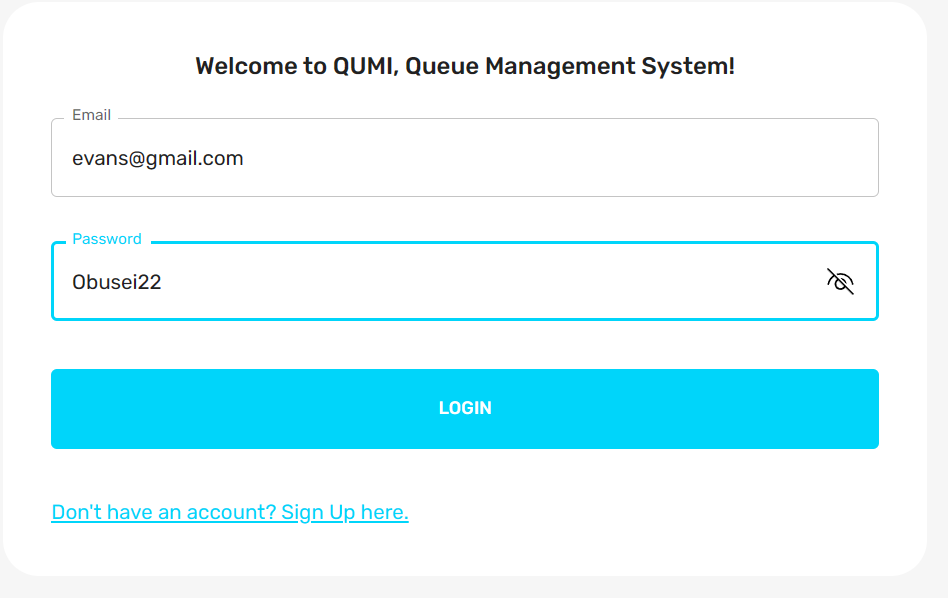 Welcome to QUMI, Queue Management System!
Email
evans@gmail.com
Password
Obusei22
LOGIN
Don't have an account? Sign Up here.